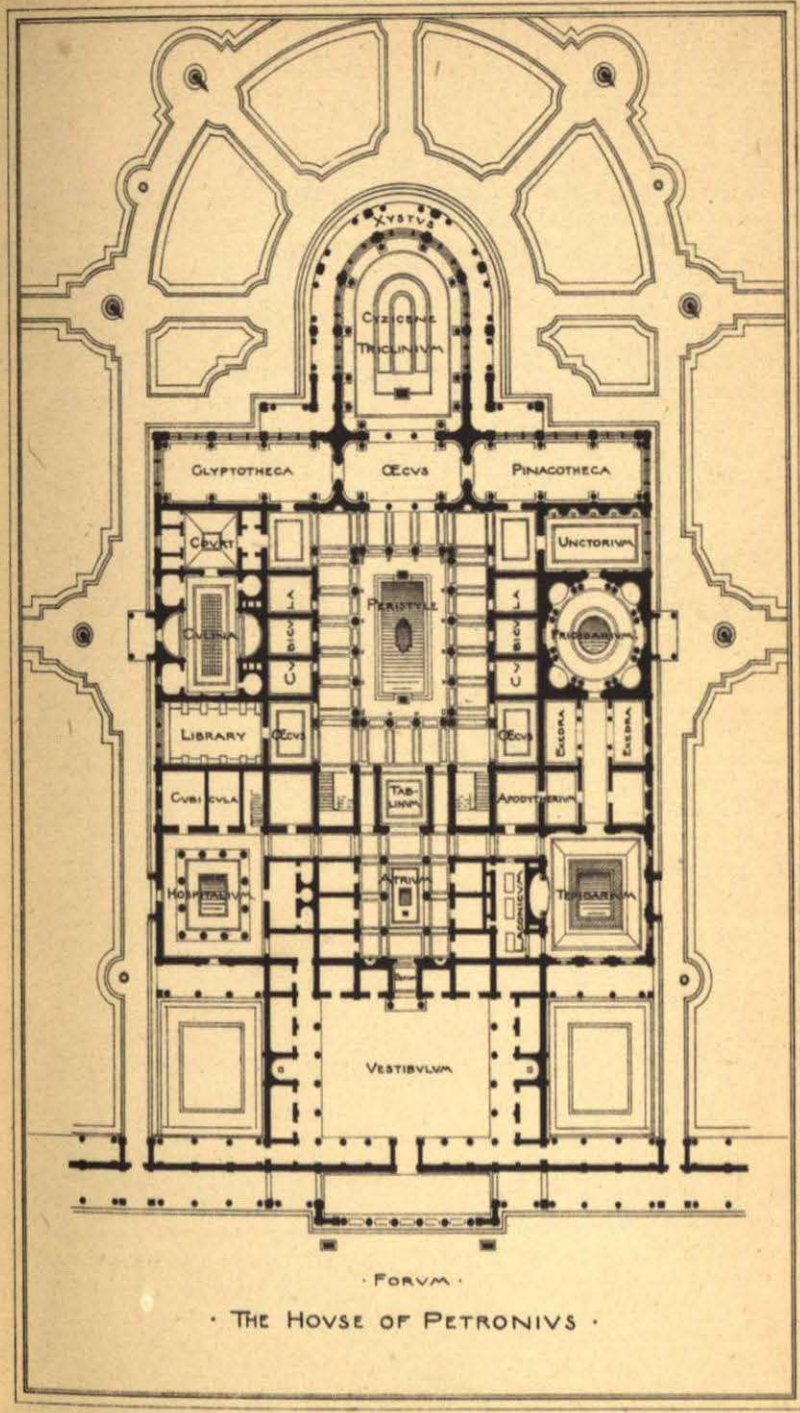 XYSTVS
CYZICENE
TRICLINIVM
GLYPTOTHECA
ŒCVS
PINACOTHECA
COVRT
UNCTORIVM
CVLINA
CVBICVLA
PERISTYLE
CVBICVLA
FRIGIDARIVM
LIBRARY
ŒCVS
ŒCVS
EXEDRA
EXEDRA
CVBICVLA
TAB-
LINVM
APODYTERIVM
HOSPITALIVM
ATRIVM
LACONICVM
TEPIDARIVM
VESTIBVLVM
· FORVM ·
· THE HOVSE OF PETRONIVS ·